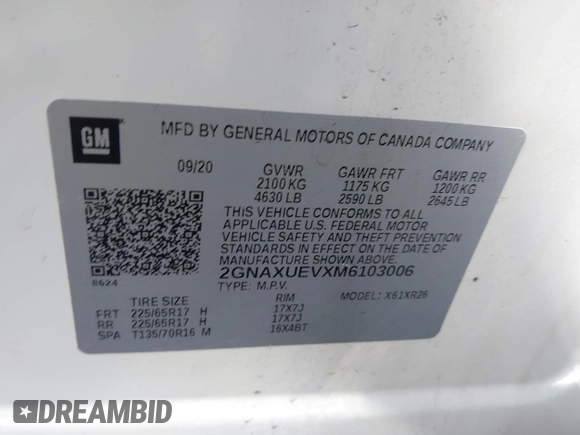 GM
MFD BY GENERAL MOTORS OF CANADA COMPANY
09/20 GVWR GAWR FRT GAWR RR
2100 KG 1175 KG 1200 KG
4630 LB 2590 LB 2645 LB
THIS VEHICLE CONFORMS TO ALL
APPLICABLE U.S. FEDERAL MOTOR
VEHICLE SAFETY AND THEFT PREVENTION
STANDARDS IN EFFECT ON THE DATE OF
MANUFACTURE SHOWN ABOVE.
8624
2GNAXUEVXM6103006
TYPE: M.P.V. MODEL: X61XR26
TIRE SIZE RIM
FRT 225/65R17 H 17X7J
RR 225/65R17 H 17X7J
SPA T135/70R16 M 16X4BT
DREAMBID